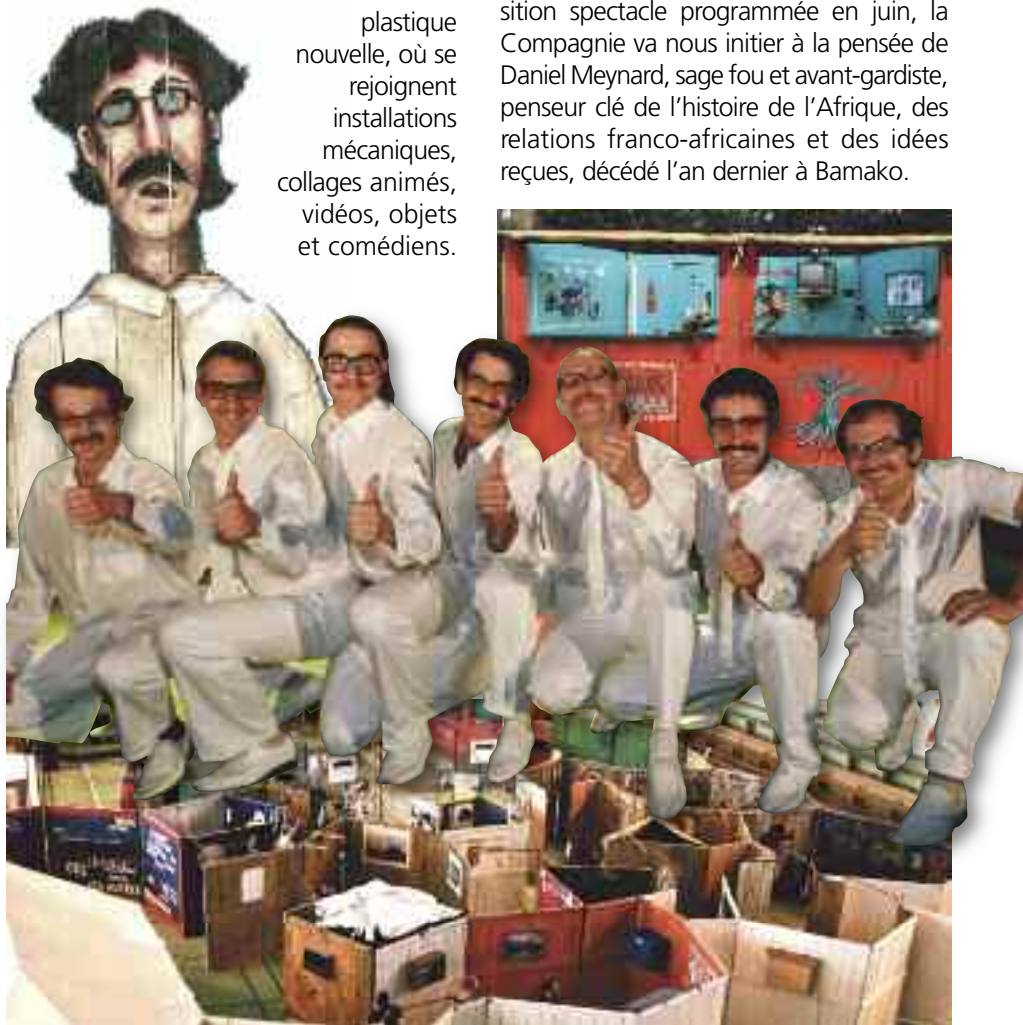 plastique
nouvelle, où se
rejoignent
installations
mécaniques,
collages animés,
vidéos, objets
et comédiens.
sition spectacle programmée en juin, la
Compagnie va nous initier à la pensée de
Daniel Meynard, sage fou et avant-gardiste,
penseur clé de l'histoire de l'Afrique, des
relations franco-africaines et des idées
reçues, décédé l'an dernier à Bamako.